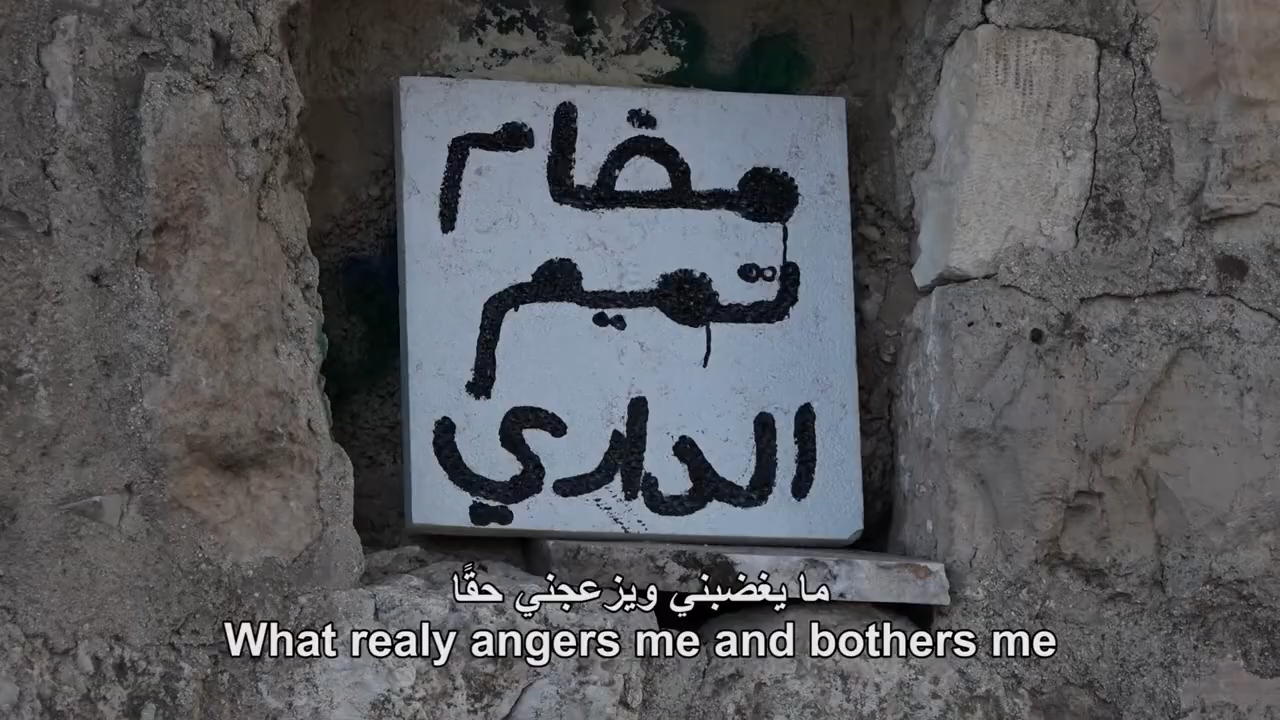 مقام
تميم
الداري
ما يغضبني ويزعجني حقًا
What realy angers me and bothers me